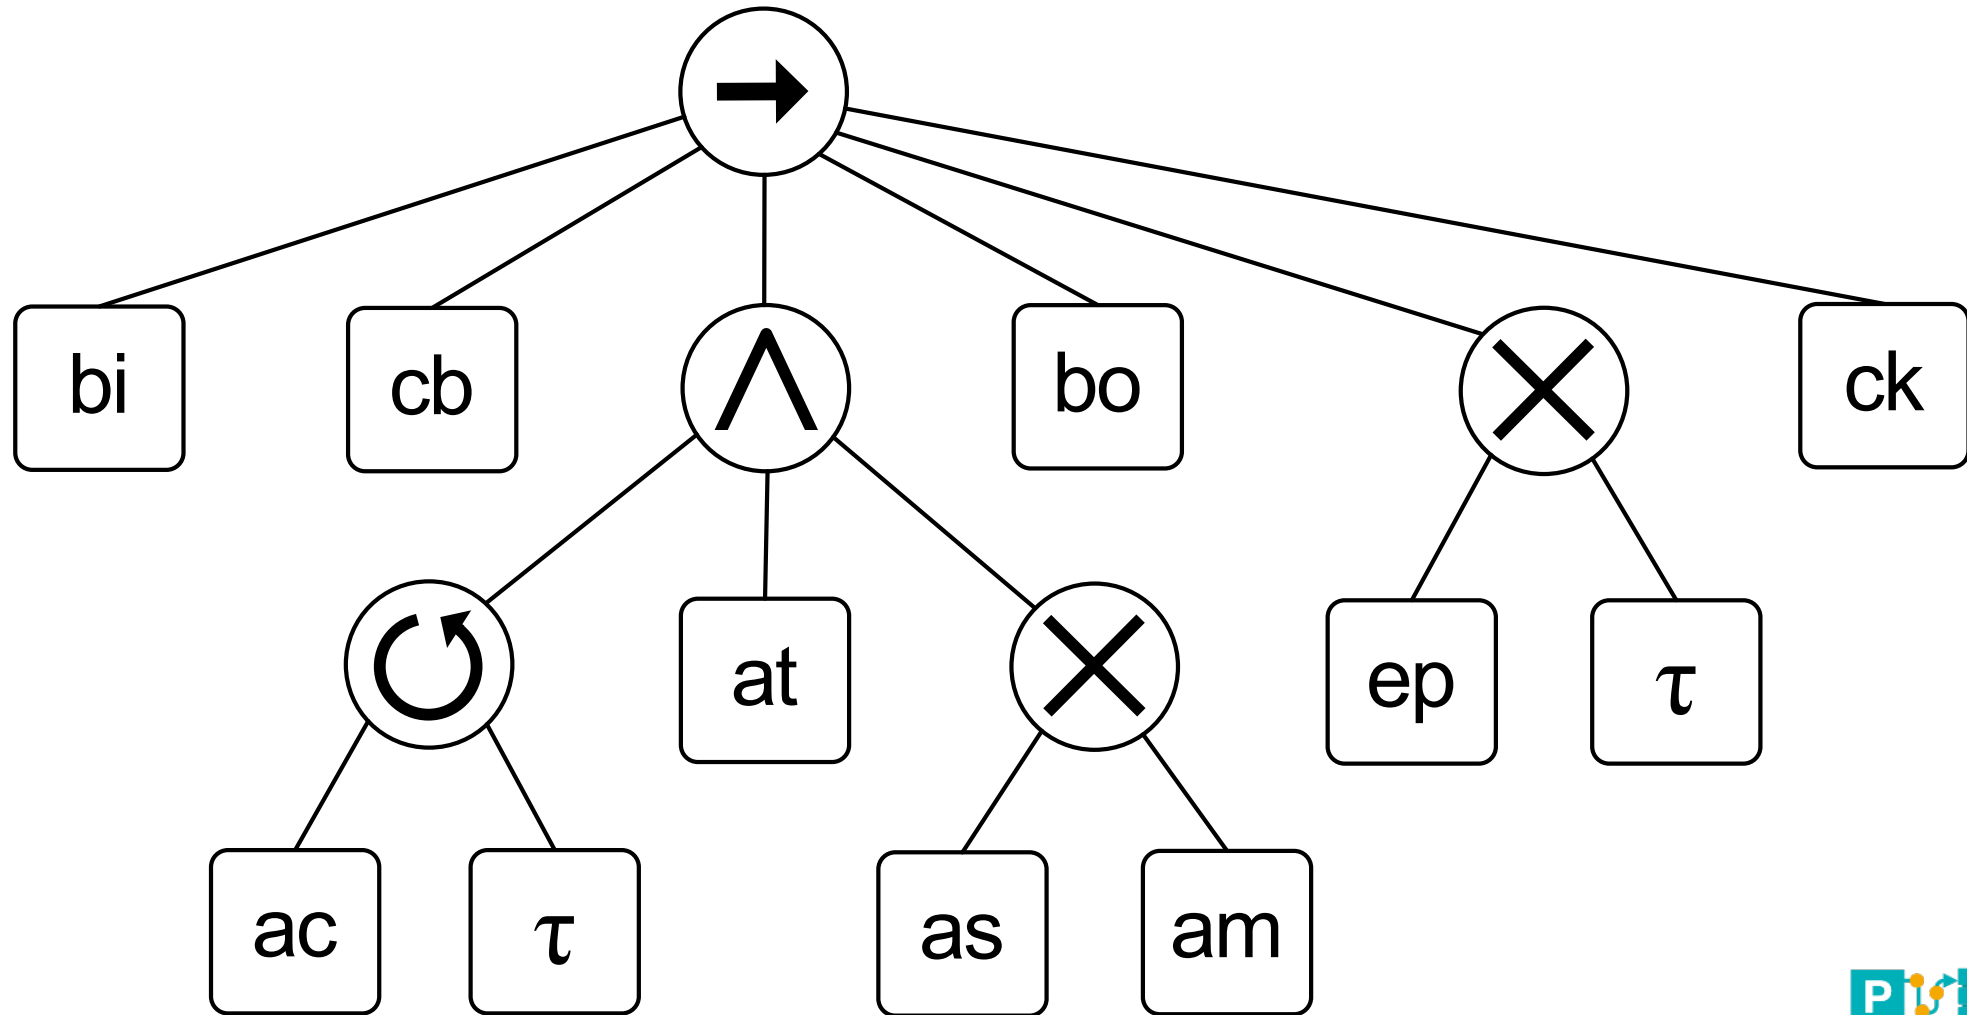 bi
cb
bo
ck
at
ep
τ
ac
τ
as
am
P